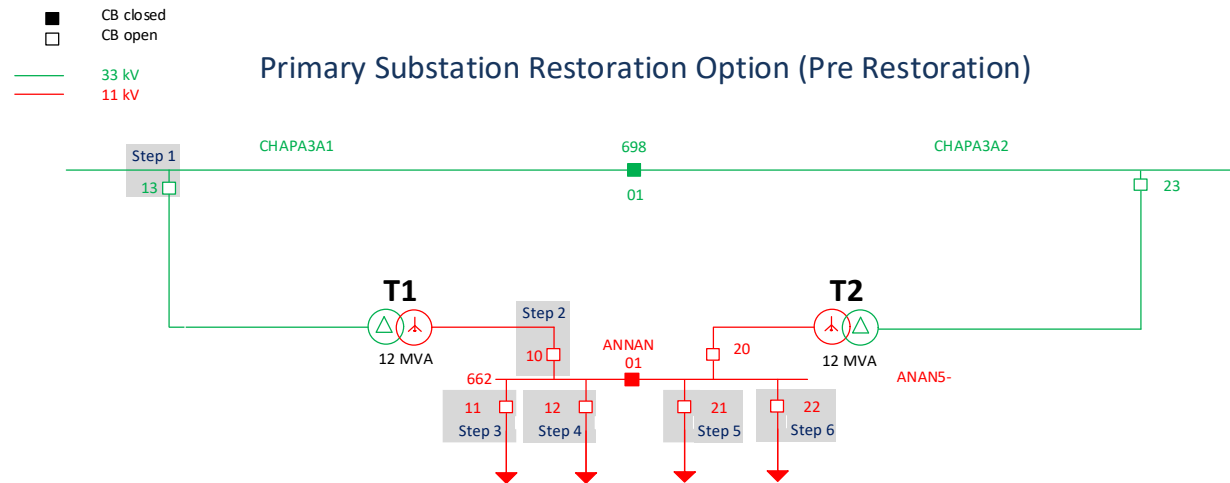 CB closed
CB open
33 kV
11 kV
Primary Substation Restoration Option (Pre Restoration)
Step 1
CHAPA3A1
698
CHAPA3A2
13
01
23
T1
T2
Step 2
12 MVA
10
ANNAN
01
20
12 MVA
662
ANAN5-
11
12
21
22
Step 3
Step 4
Step 5
Step 6